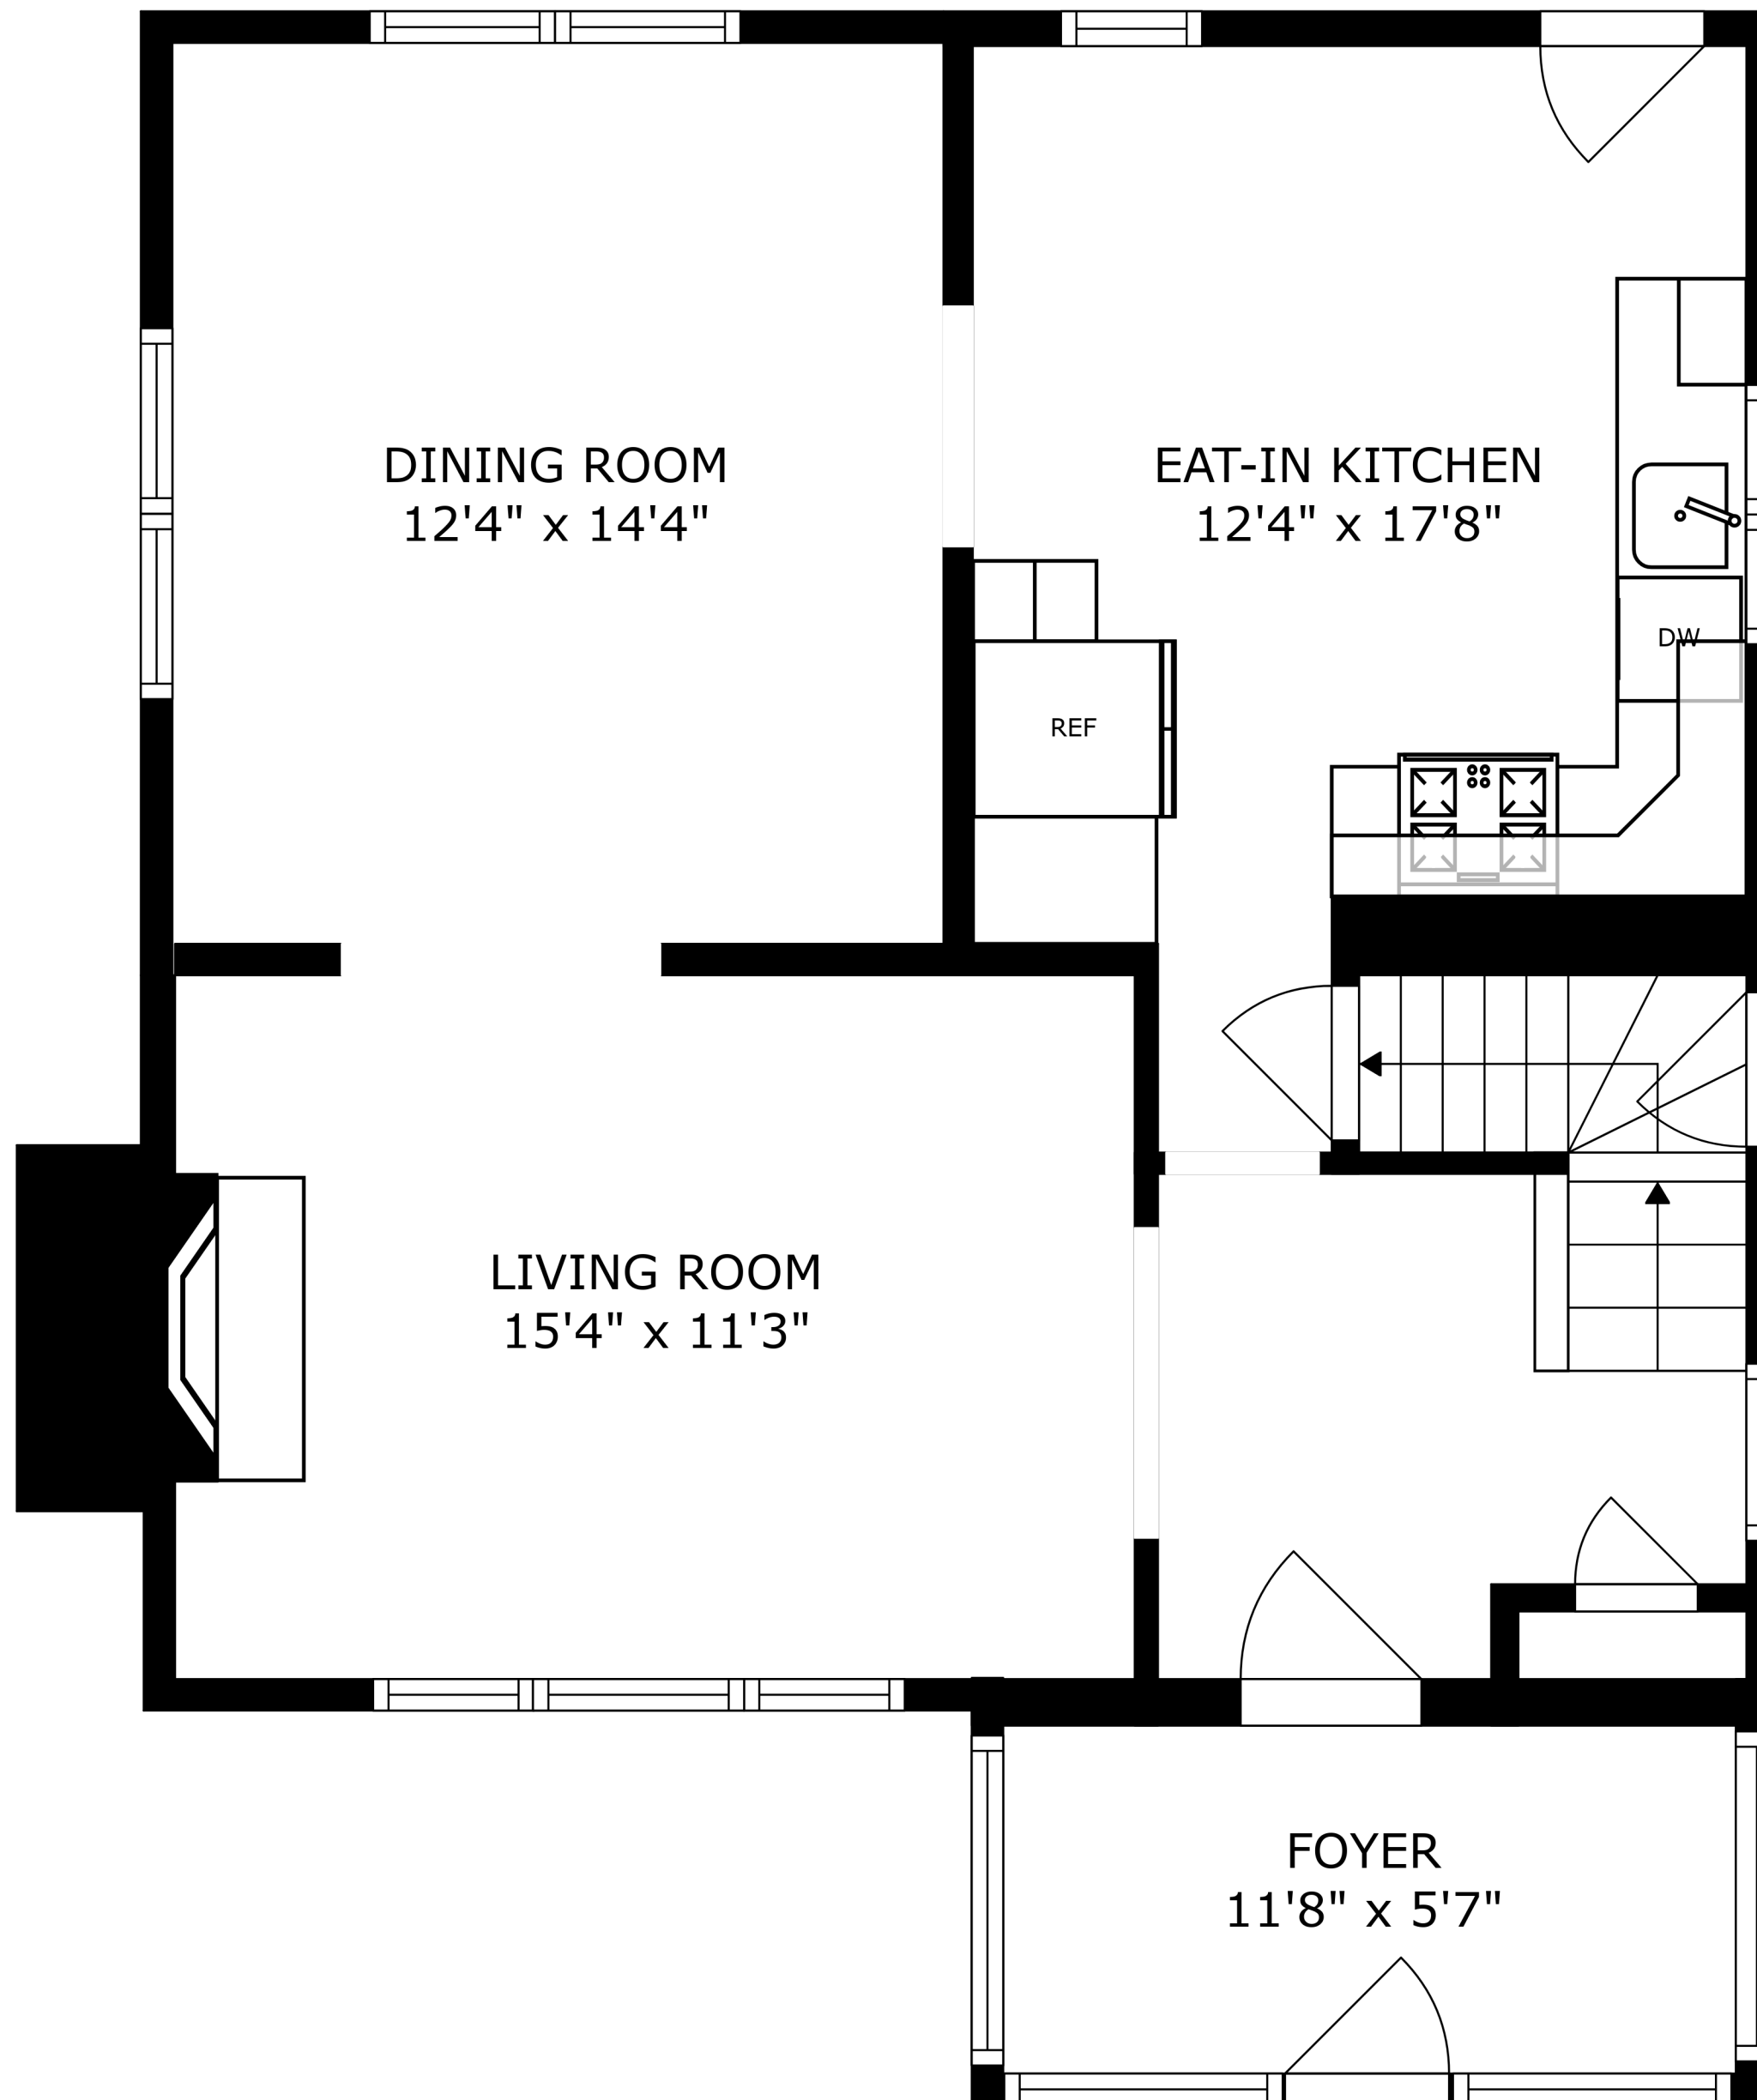 DINING ROOM
12'4" x 14'4"
EAT-IN KITCHEN
12'4" x 17'8"
DW
REF
LIVING ROOM
15'4" x 11'3"
FOYER
11'8" x 5'7"